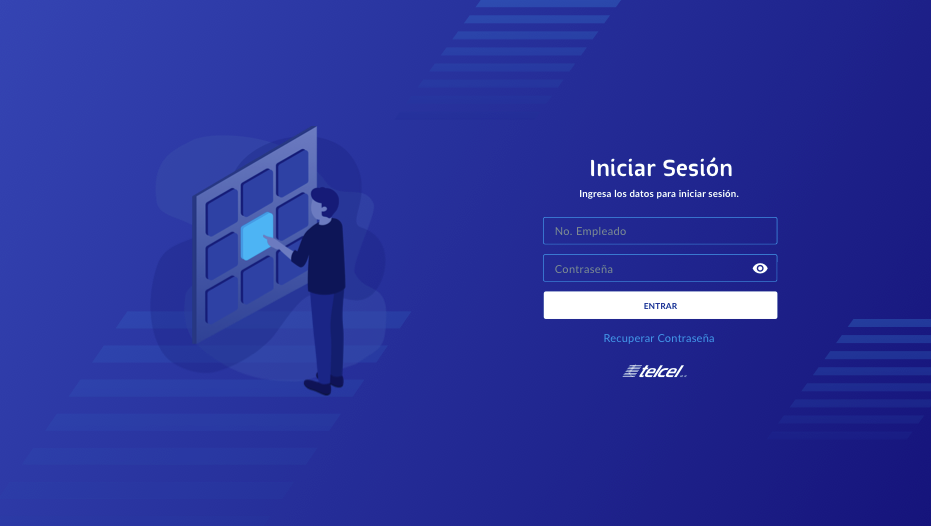 Iniciar Sesión
Ingresa los datos para iniciar sesión.
No. Empleado
Contraseña
ENTRAR
Recuperar Contraseña
telcel